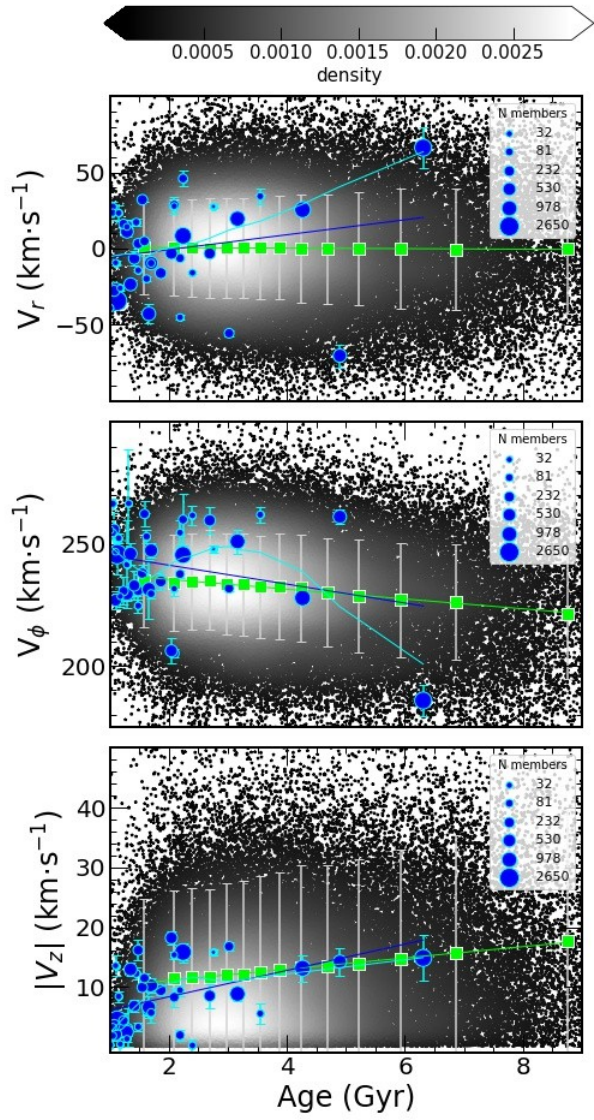 0.0005 0.0010 0.0015 0.0020 0.0025
density
V_r (km·s⁻¹)
50
0
−50
N members
32
81
232
530
978
2650
V_ϕ (km·s⁻¹)
250
200
N members
32
81
232
530
978
2650
|V_z| (km·s⁻¹)
40
30
20
10
N members
32
81
232
530
978
2650
2 4 6 8
Age (Gyr)